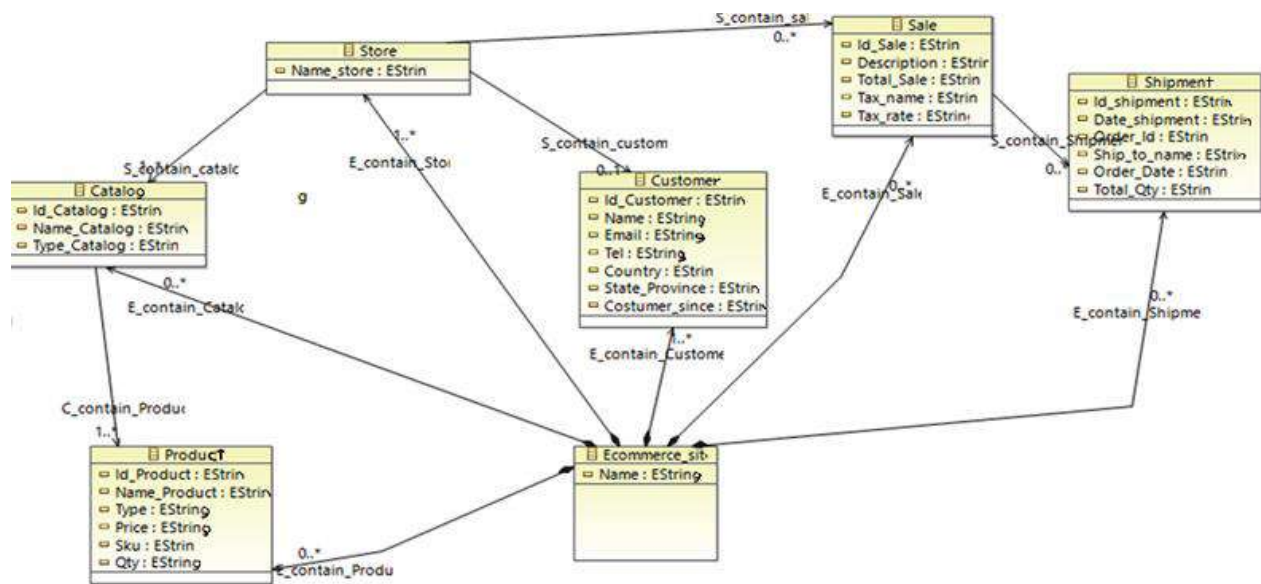 S_contain_sal
0..*
Store
Name_store : EStrin
Sale
Id_Sale : EStrin
Description : EStrin
Total_Sale : EStrin
Tax_name : EStrin
Tax_rate : EString
Shipment
Id_shipment : EStrin
Date_shipment : EStrin
Order_Id : EStrin
Ship_to_name : EStrin
Order_Date : EStrin
Total_Qty : EStrin
S_contain_Shipmer
0..*
S_contain_catalo
1..*
E_contain_Stor
S_contain_custom
0..1
E_contain_Sale
0..*
Catalog
Id_Catalog : EStrin
Name_Catalog : EStrin
Type_Catalog : EStrin
g
Customer
Id_Customer : EStrin
Name : EString
Email : EString
Tel : EString
Country : EStrin
State_Province : EStrin
Costumer_since : EStrin
0..*
E_contain_Catalo
1..*
E_contain_Custome
0..*
E_contain_Shipme
C_contain_Produc
1..*
Product
Id_Product : EStrin
Name_Product : EStrin
Type : EString
Price : EString
Sku : EStrin
Qty : EString
Ecommerce_sit
Name : EString
0..*
E_contain_Produ